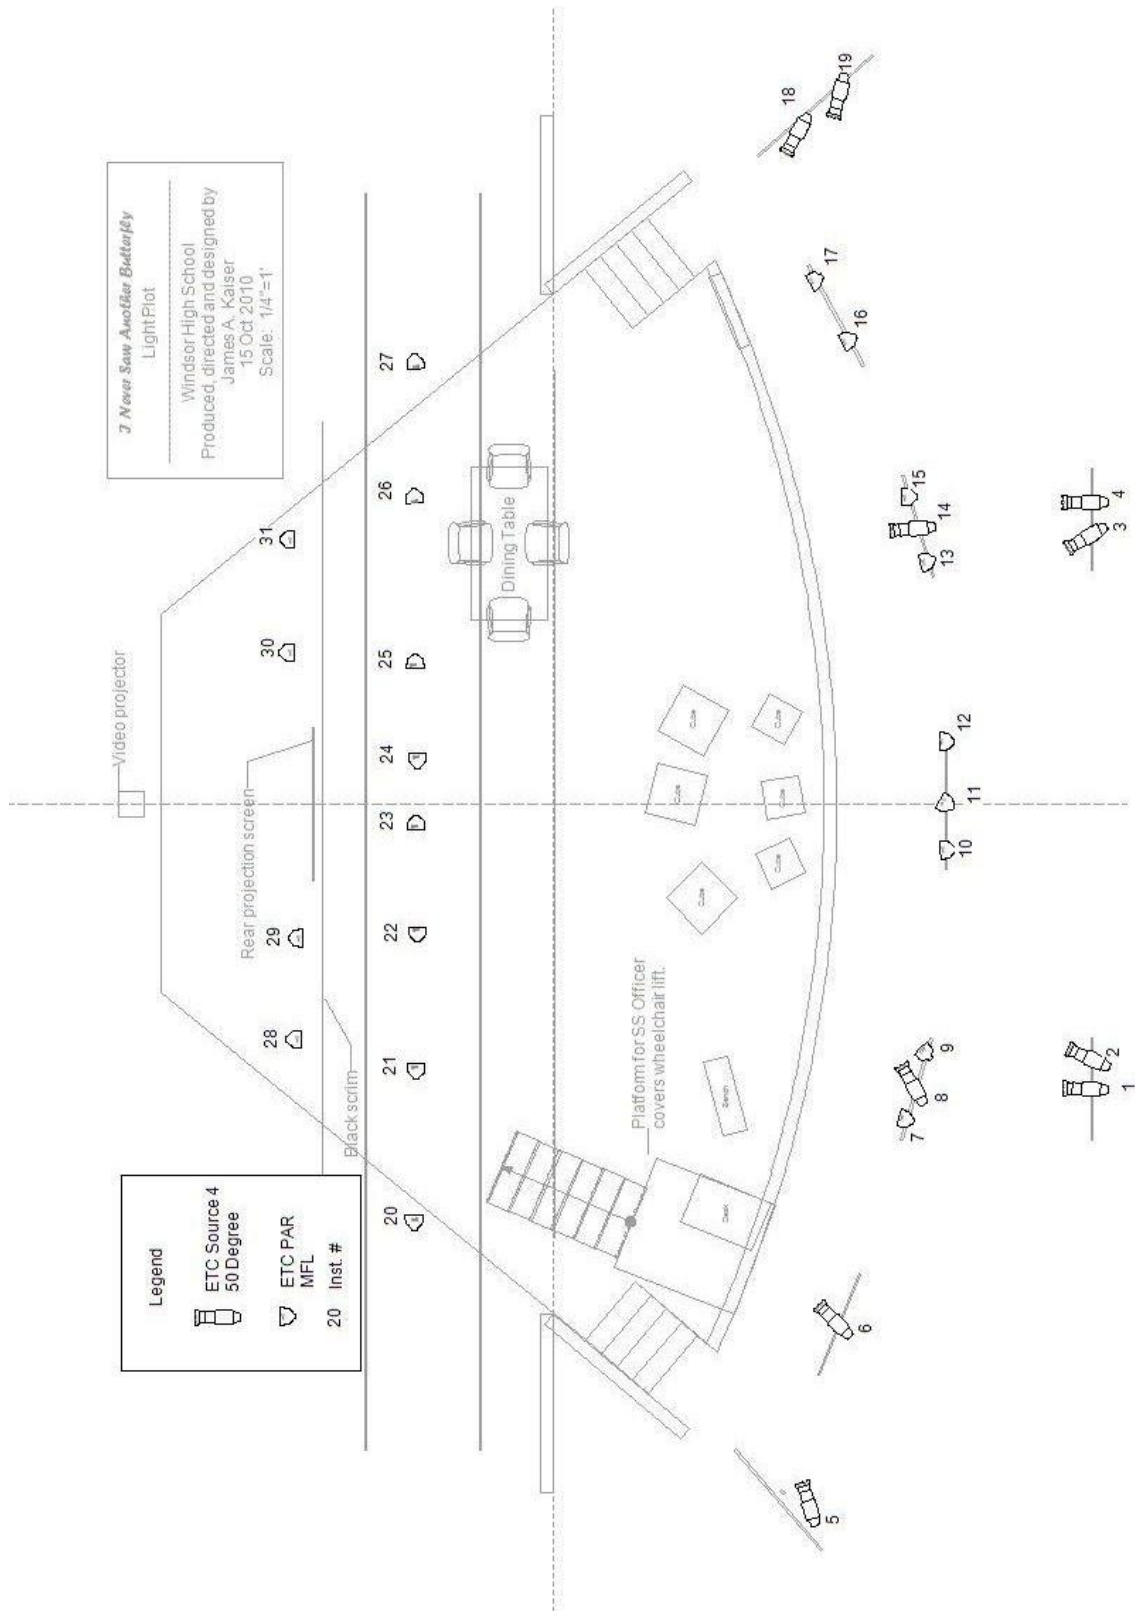 I Never Saw Another Butterfly
Light Plot
Windsor High School
Produced, directed and designed by
James A. Kaiser
15 Oct 2010
Scale: 1/4"=1'
Video projector
Rear projection screen
Black scrim
Legend
ETC Source 4
50 Degree
ETC PAR
MFL
20 Inst. #
28
29
30
31
20
21
22
23
24
25
26
27
Dining Table
Platform for SS Officer
covers wheelchair lift.
Desk
Bench
Cube
Cube
Cube
Cube
Cube
Cube
5
6
7
8
9
10
11
12
13
14
15
16
17
18
19
1
2
3
4